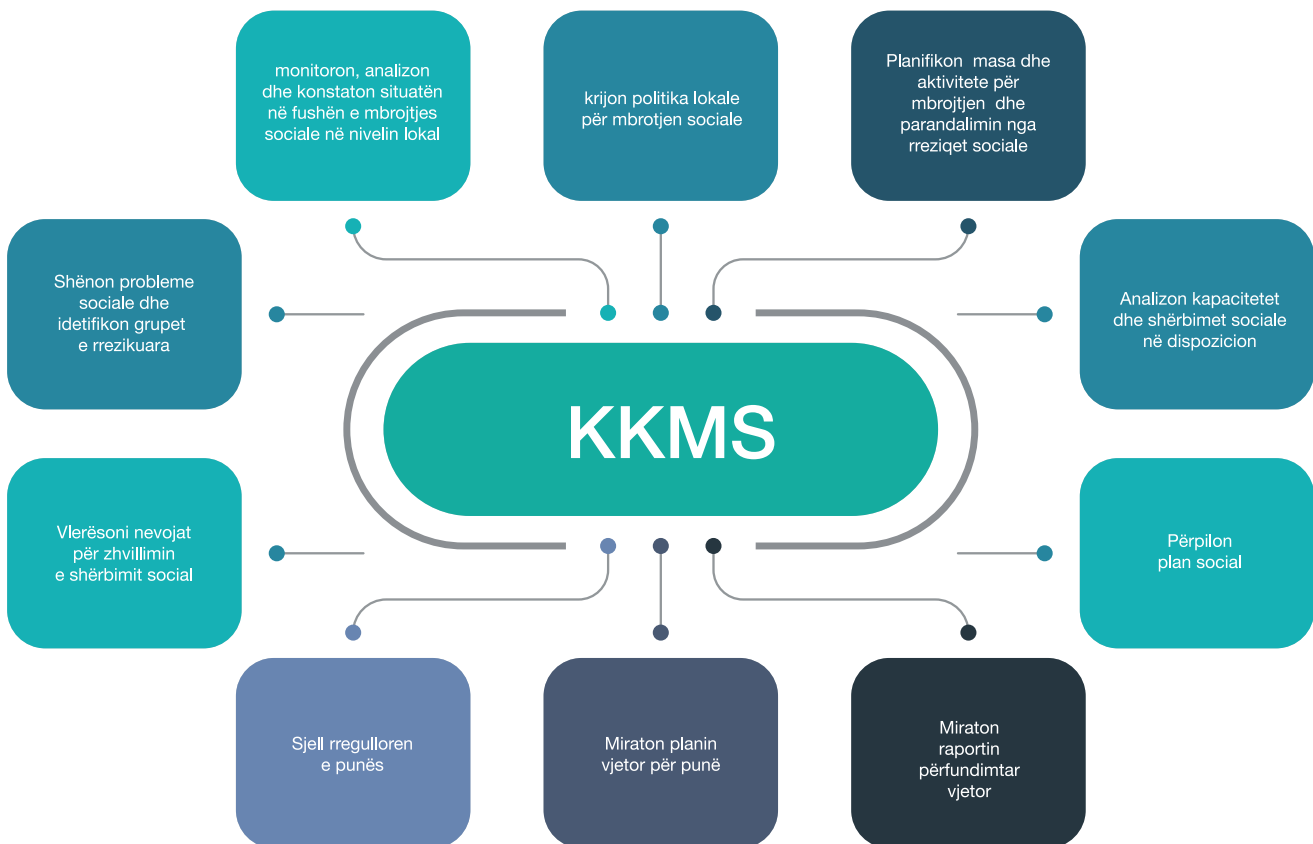 monitoron, analizon
dhe konstaton situatën
në fushën e mbrojtjes
sociale në nivelin lokal
krijon politika lokale
për mbrotjen sociale
Planifikon masa dhe
aktivitete për
mbrojtjen dhe
parandalimin nga
rreziqet sociale
Shënon probleme
sociale dhe
idetifikon grupet
e rrezikuara
Analizon kapacitetet
dhe shërbimet sociale
në dispozicion
KKMS
Vlerësoni nevojat
për zhvillimin
e shërbimit social
Përpilon
plan social
Sjell rregulloren
e punës
Miraton planin
vjetor për punë
Miraton
raportin
përfundimtar
vjetor